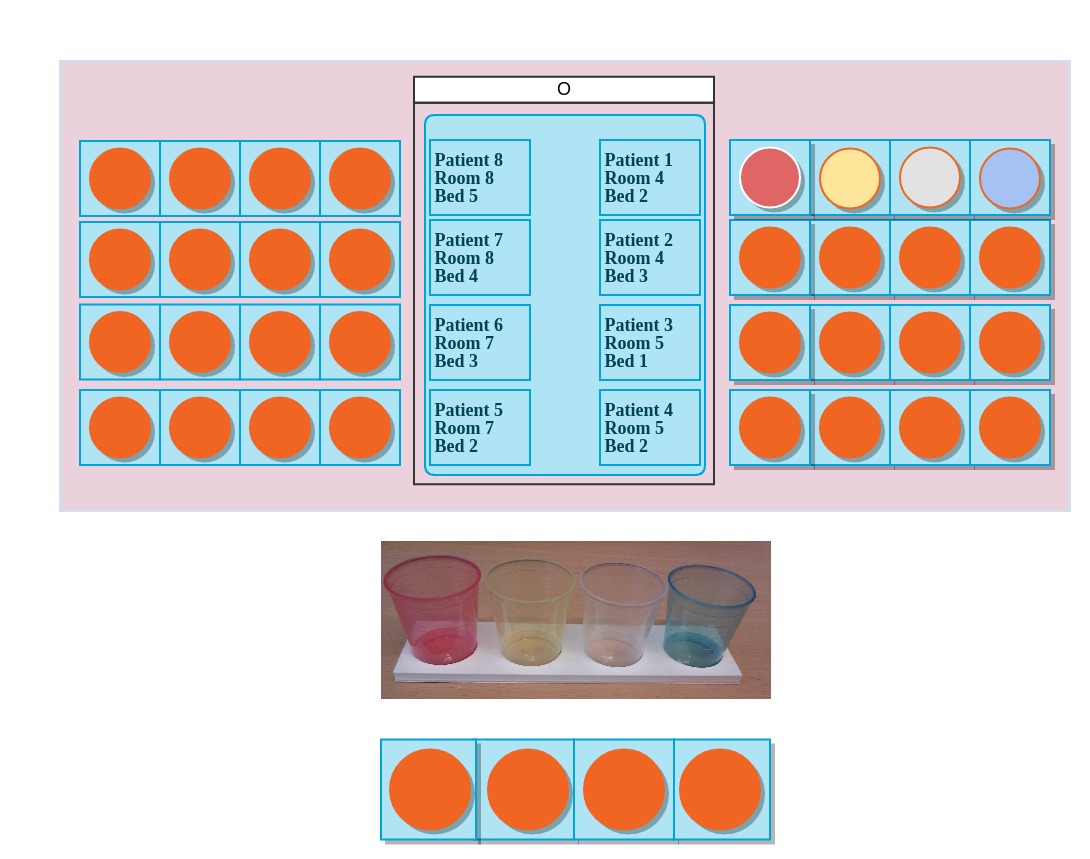 O
Patient 8
Room 8
Bed 5
Patient 1
Room 4
Bed 2
Patient 7
Room 8
Bed 4
Patient 2
Room 4
Bed 3
Patient 6
Room 7
Bed 3
Patient 3
Room 5
Bed 1
Patient 5
Room 7
Bed 2
Patient 4
Room 5
Bed 2